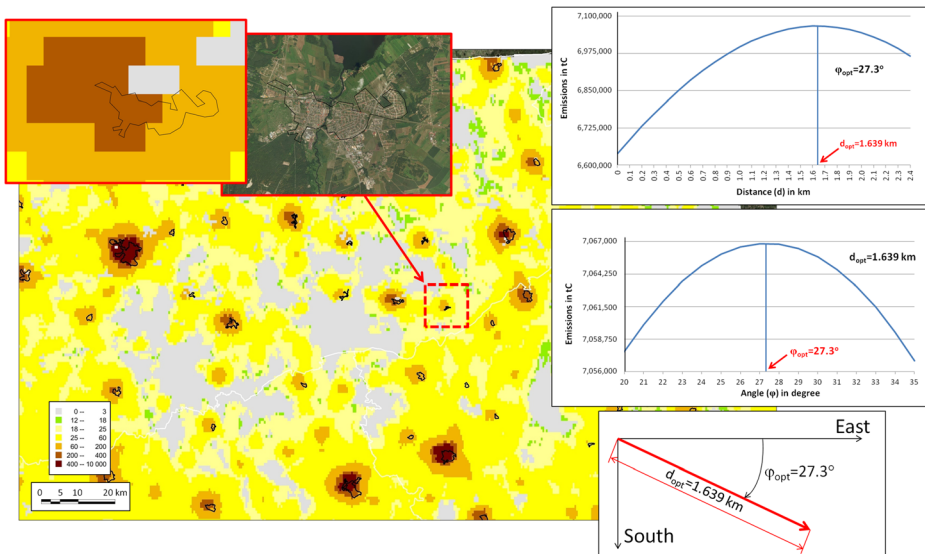 7,100,000
6,975,000
6,850,000
6,725,000
6,600,000
Emissions in tC
φopt=27.3°
dopt=1.639 km
0 0.1 0.2 0.3 0.4 0.5 0.6 0.7 0.8 0.9 1 1.1 1.2 1.3 1.4 1.5 1.6 1.7 1.8 1.9 2.0 2.1 2.2 2.3 2.4
Distance (d) in km
7,067,000
7,064,250
7,061,500
7,058,750
7,056,000
Emissions in tC
dopt=1.639 km
φopt=27.3°
20 21 22 23 24 25 26 27 28 29 30 31 32 33 34 35
Angle (φ) in degree
0 -- 3
12 -- 18
18 -- 25
25 -- 60
60 -- 200
200 -- 400
400 -- 10 000
0 5 10 20 km
East
φopt=27.3°
dopt=1.639 km
South